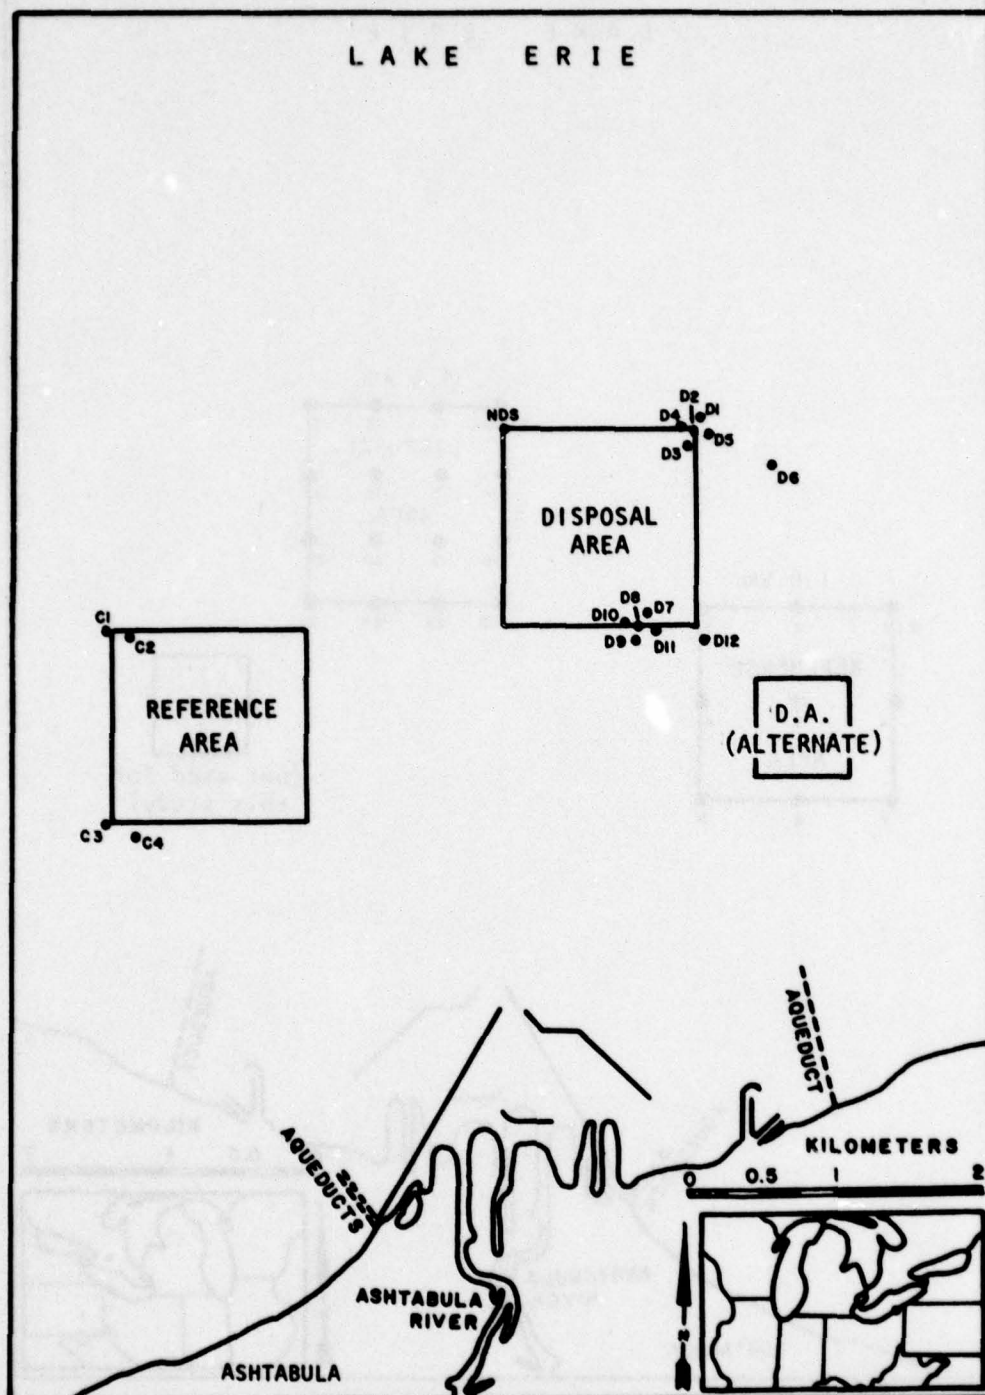 LAKE ERIE
NDS
D2
D4
D1
D5
D3
D6
DISPOSAL
AREA
D8
D7
D10
D9
D11
D12
C1
C2
REFERENCE
AREA
D.A.
(ALTERNATE)
C3
C4
AQUEDUCT
AQUEDUCTS
KILOMETERS
0 0.5 1 2
ASHTABULA
RIVER
N
ASHTABULA